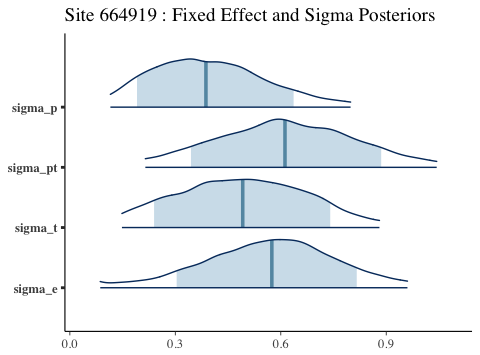 Site 664919 : Fixed Effect and Sigma Posteriors
sigma_p
sigma_pt
sigma_t
sigma_e
0.0 0.3 0.6 0.9